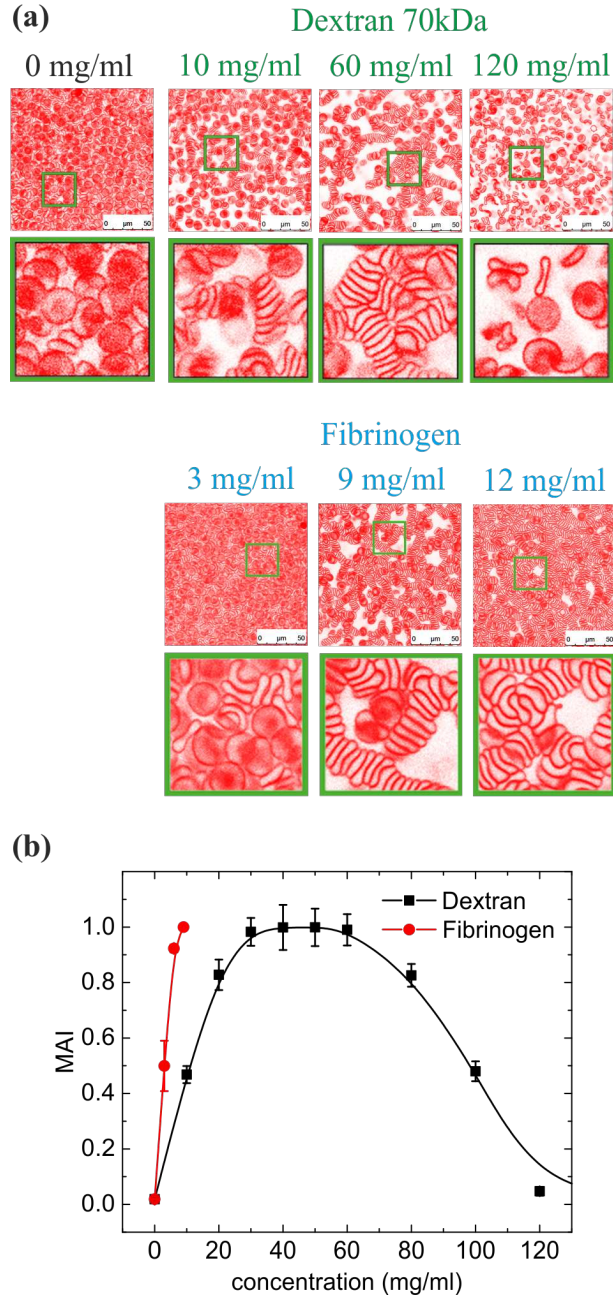 (a)
Dextran 70kDa
0 mg/ml 10 mg/ml 60 mg/ml 120 mg/ml
0 µm 50 0 µm 50 0 µm 50 0 µm 50
Fibrinogen
3 mg/ml 9 mg/ml 12 mg/ml
0 µm 50 0 µm 50 0 µm 50
(b)
Dextran
Fibrinogen
1.0
0.8
0.6
0.4
0.2
0.0
MAI
0 20 40 60 80 100 120
concentration (mg/ml)